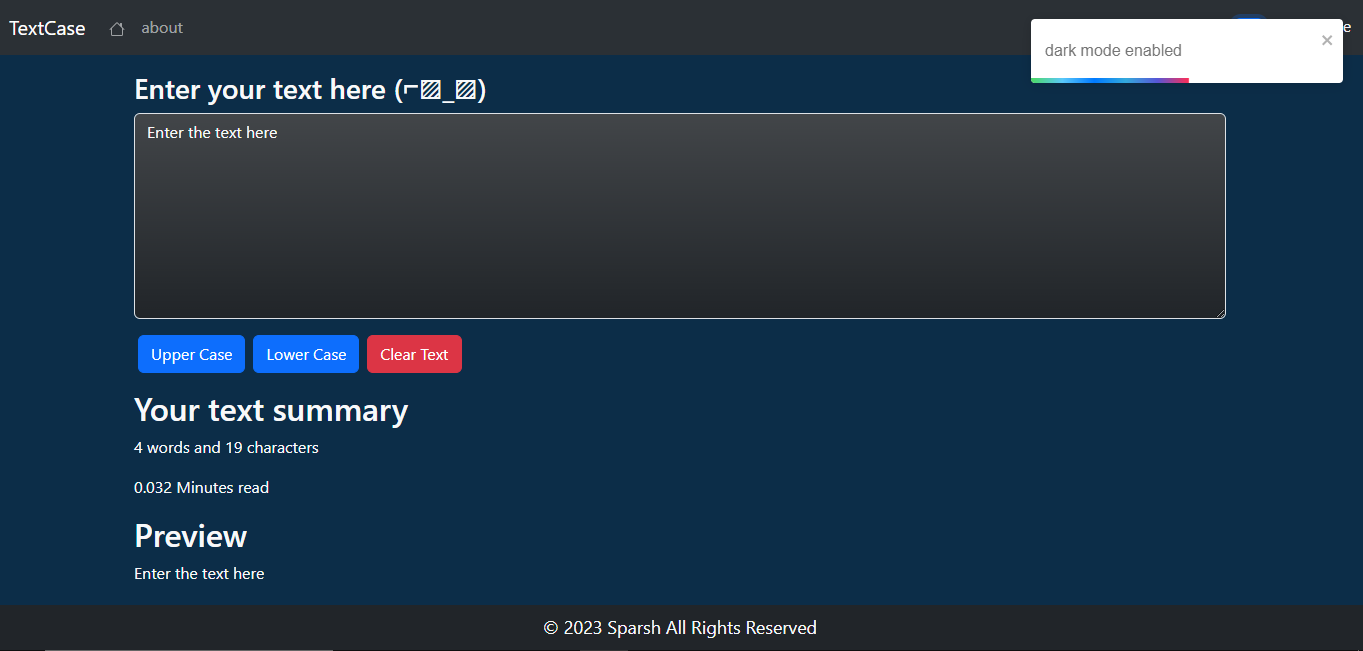 TextCase about
dark mode enabled ×
Enter your text here (⌐▨_▨)
Enter the text here
Upper Case Lower Case Clear Text
Your text summary
4 words and 19 characters
0.032 Minutes read
Preview
Enter the text here
© 2023 Sparsh All Rights Reserved